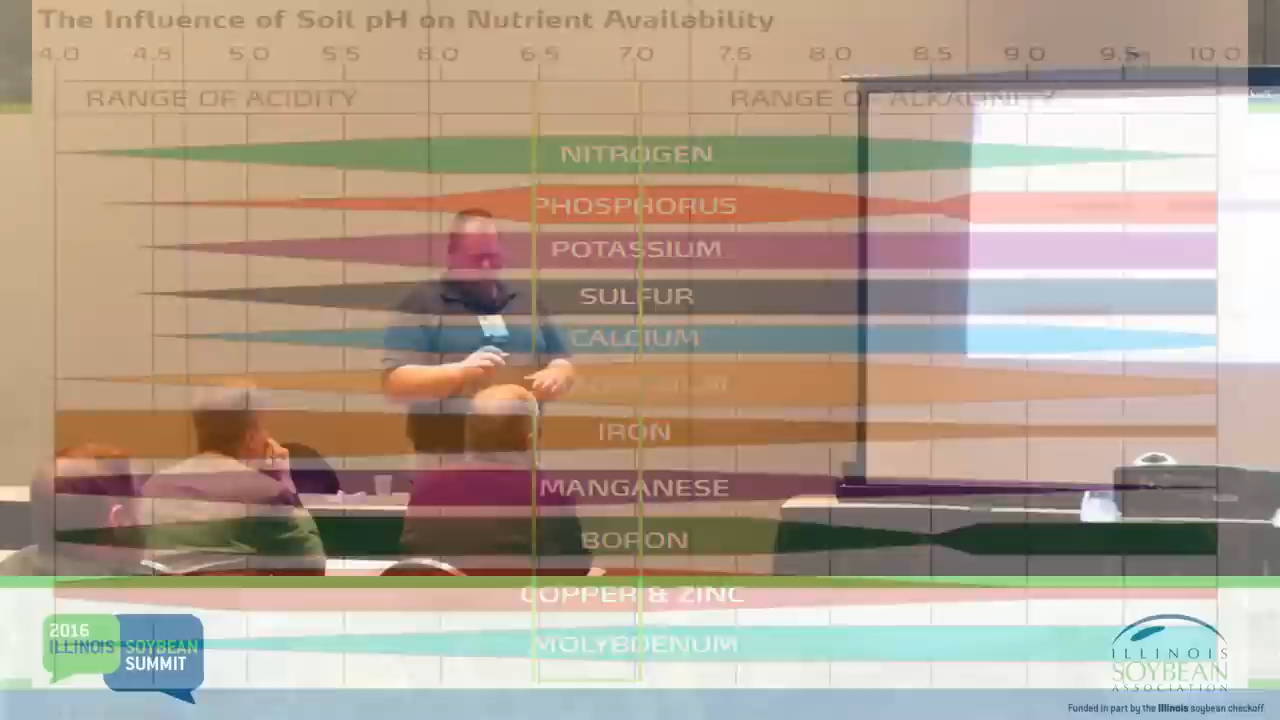 The Influence of Soil pH on Nutrient Availability
4.0 4.5 5.0 5.5 6.0 6.5 7.0 7.5 8.0 8.5 9.0 9.5 10.0
RANGE OF ACIDITY RANGE OF ALKALINITY
NITROGEN
PHOSPHORUS
POTASSIUM
SULFUR
CALCIUM
IRON
MANGANESE
BORON
COPPER & ZINC
MOLYBDENUM
2016
ILLINOIS SOYBEAN
SUMMIT
ILLINOIS
SOYBEAN
ASSOCIATION
Funded in part by the Illinois soybean checkoff